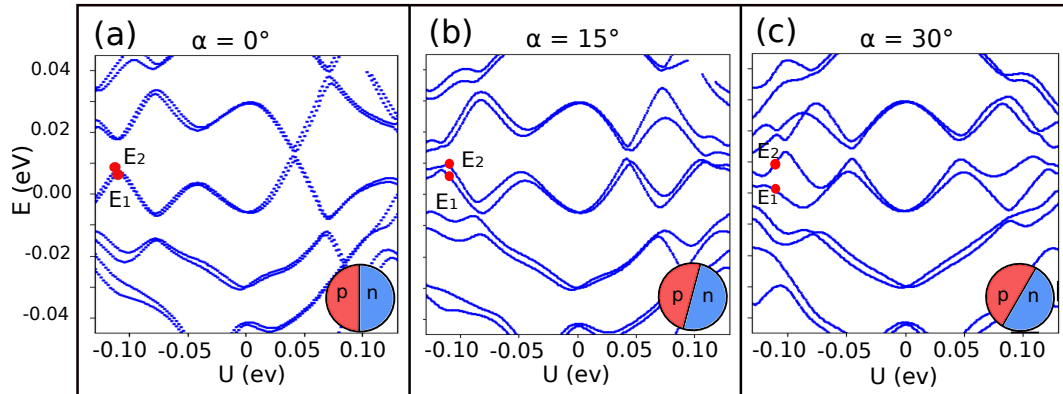 (a) α = 0°
(b) α = 15°
(c) α = 30°
E (eV)
0.04
0.02
0.00
-0.02
-0.04
E2
E1
p n
-0.10 -0.05 0 0.05 0.10
U (ev)
E2
E1
p n
-0.10 -0.05 0 0.05 0.10
U (ev)
E2
E1
p n
-0.10 -0.05 0 0.05 0.10
U (ev)